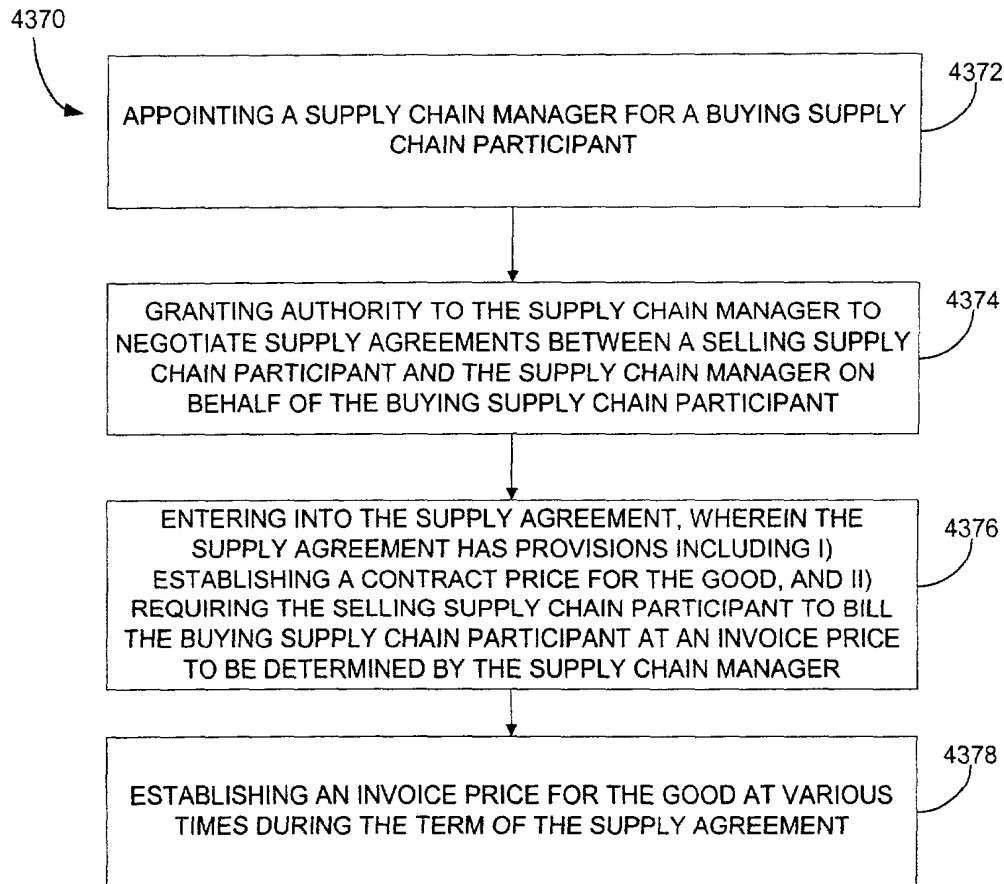 4370
4372
APPOINTING A SUPPLY CHAIN MANAGER FOR A BUYING SUPPLY
CHAIN PARTICIPANT
4374
GRANTING AUTHORITY TO THE SUPPLY CHAIN MANAGER TO
NEGOTIATE SUPPLY AGREEMENTS BETWEEN A SELLING SUPPLY
CHAIN PARTICIPANT AND THE SUPPLY CHAIN MANAGER ON
BEHALF OF THE BUYING SUPPLY CHAIN PARTICIPANT
4376
ENTERING INTO THE SUPPLY AGREEMENT, WHEREIN THE
SUPPLY AGREEMENT HAS PROVISIONS INCLUDING I)
ESTABLISHING A CONTRACT PRICE FOR THE GOOD, AND II)
REQUIRING THE SELLING SUPPLY CHAIN PARTICIPANT TO BILL
THE BUYING SUPPLY CHAIN PARTICIPANT AT AN INVOICE PRICE
TO BE DETERMINED BY THE SUPPLY CHAIN MANAGER
4378
ESTABLISHING AN INVOICE PRICE FOR THE GOOD AT VARIOUS
TIMES DURING THE TERM OF THE SUPPLY AGREEMENT